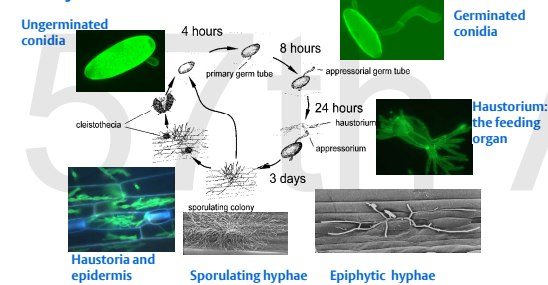 Ungerminated
conidia
4 hours
Germinated
conidia
8 hours
primary germ tube
appressorial germ tube
24 hours
haustorium
cleistothecia
appressorium
Haustorium:
the feeding
organ
3 days
sporulating colony
Haustoria and
epidermis
Sporulating hyphae
Epiphytic hyphae
57th